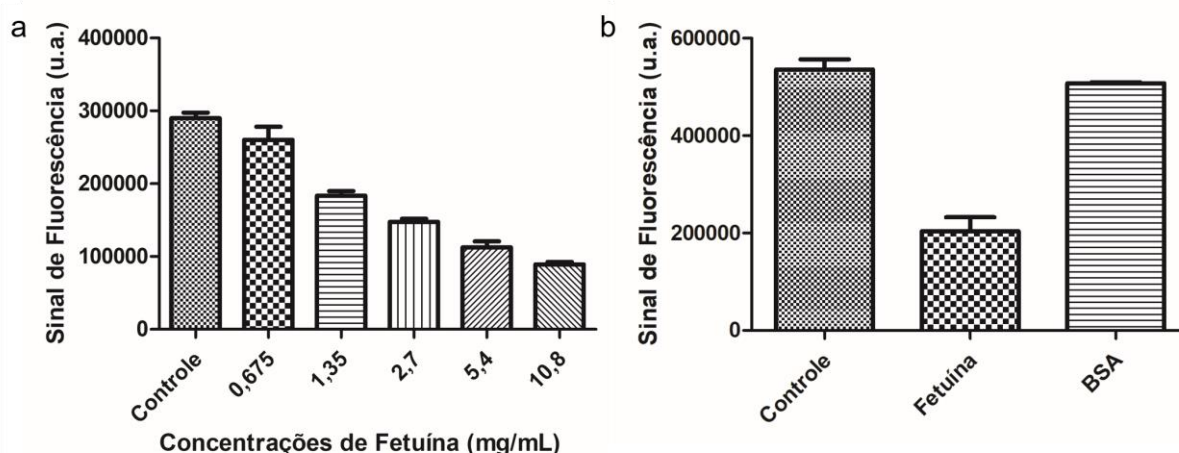 a
Sinal de Fluorescência (u.a.)
400000
300000
200000
100000
0
Controle
0,675
1,35
2,7
5,4
10,8
Concentrações de Fetuína (mg/mL)
b
Sinal de Fluorescência (u.a.)
600000
400000
200000
0
Controle
Fetuína
BSA